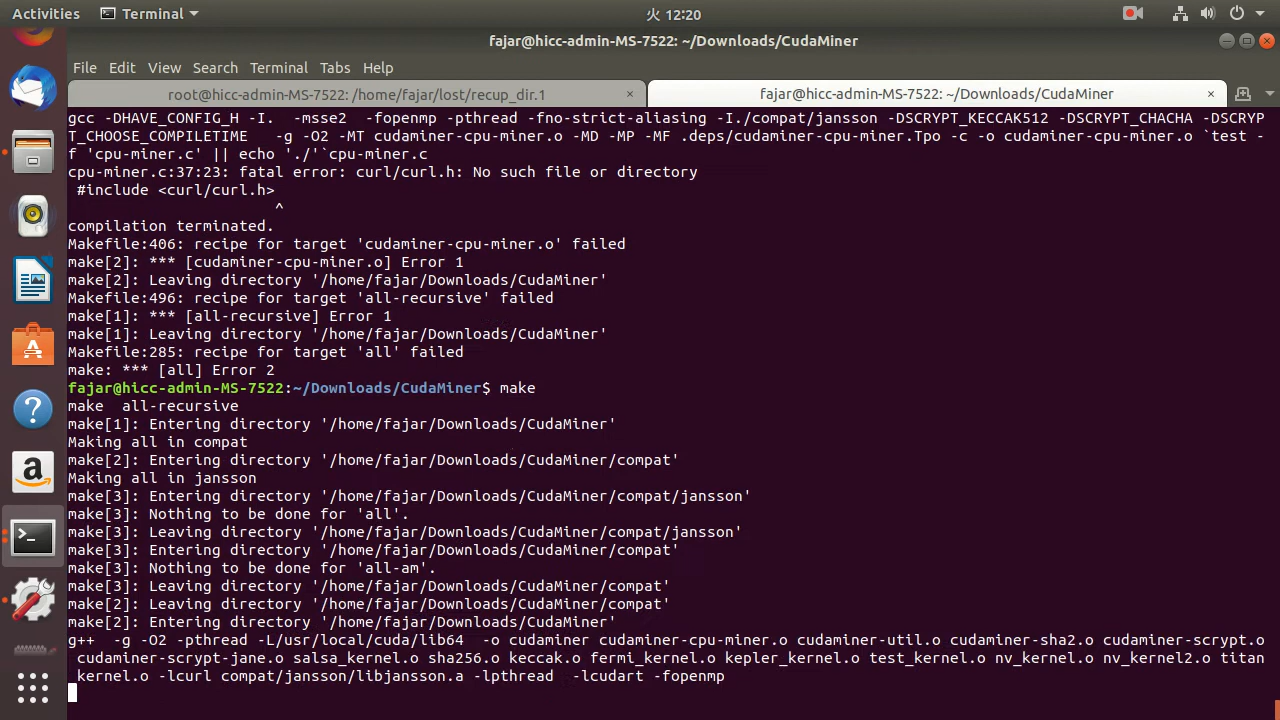 Activities Terminal 火 12:20
fajar@hicc-admin-MS-7522: ~/Downloads/CudaMiner
File Edit View Search Terminal Tabs Help
root@hicc-admin-MS-7522: /home/fajar/lost/recup_dir.1 × fajar@hicc-admin-MS-7522: ~/Downloads/CudaMiner ×
gcc -DHAVE_CONFIG_H -I.  -msse2  -fopenmp -pthread -fno-strict-aliasing -I./compat/jansson -DSCRYPT_KECCAK512 -DSCRYPT_CHACHA -DSCRYP
T_CHOOSE_COMPILETIME   -g -O2 -MT cudaminer-cpu-miner.o -MD -MP -MF .deps/cudaminer-cpu-miner.Tpo -c -o cudaminer-cpu-miner.o `test -
f 'cpu-miner.c' || echo './'`cpu-miner.c
cpu-miner.c:37:23: fatal error: curl/curl.h: No such file or directory
 #include <curl/curl.h>
^
compilation terminated.
Makefile:406: recipe for target 'cudaminer-cpu-miner.o' failed
make[2]: *** [cudaminer-cpu-miner.o] Error 1
make[2]: Leaving directory '/home/fajar/Downloads/CudaMiner'
Makefile:496: recipe for target 'all-recursive' failed
make[1]: *** [all-recursive] Error 1
make[1]: Leaving directory '/home/fajar/Downloads/CudaMiner'
Makefile:285: recipe for target 'all' failed
make: *** [all] Error 2
fajar@hicc-admin-MS-7522:~/Downloads/CudaMiner$ make
make  all-recursive
make[1]: Entering directory '/home/fajar/Downloads/CudaMiner'
Making all in compat
make[2]: Entering directory '/home/fajar/Downloads/CudaMiner/compat'
Making all in jansson
make[3]: Entering directory '/home/fajar/Downloads/CudaMiner/compat/jansson'
make[3]: Nothing to be done for 'all'.
make[3]: Leaving directory '/home/fajar/Downloads/CudaMiner/compat/jansson'
make[3]: Entering directory '/home/fajar/Downloads/CudaMiner/compat'
make[3]: Nothing to be done for 'all-am'.
make[3]: Leaving directory '/home/fajar/Downloads/CudaMiner/compat'
make[2]: Leaving directory '/home/fajar/Downloads/CudaMiner/compat'
make[2]: Entering directory '/home/fajar/Downloads/CudaMiner'
g++  -g -O2 -pthread -L/usr/local/cuda/lib64  -o cudaminer cudaminer-cpu-miner.o cudaminer-util.o cudaminer-sha2.o cudaminer-scrypt.o
 cudaminer-scrypt-jane.o salsa_kernel.o sha256.o keccak.o fermi_kernel.o kepler_kernel.o test_kernel.o nv_kernel.o nv_kernel2.o titan
_kernel.o -lcurl compat/jansson/libjansson.a -lpthread  -lcudart -fopenmp